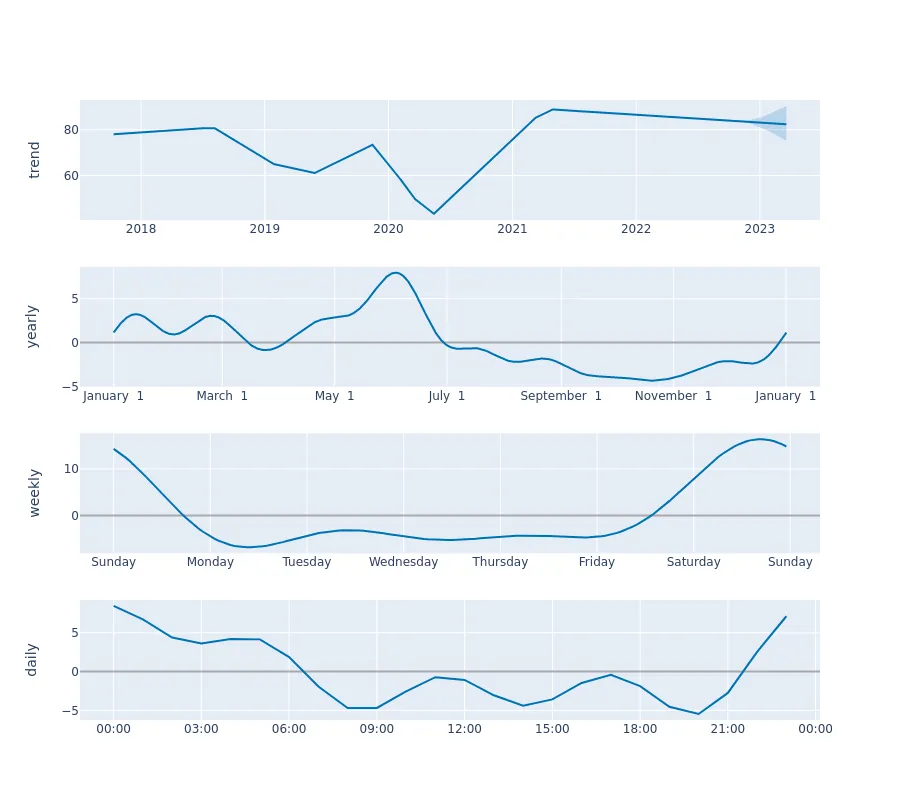 trend
80
60
2018 2019 2020 2021 2022 2023
yearly
5
0
−5
January 1 March 1 May 1 July 1 September 1 November 1 January 1
weekly
10
0
Sunday Monday Tuesday Wednesday Thursday Friday Saturday Sunday
daily
5
0
−5
00:00 03:00 06:00 09:00 12:00 15:00 18:00 21:00 00:00